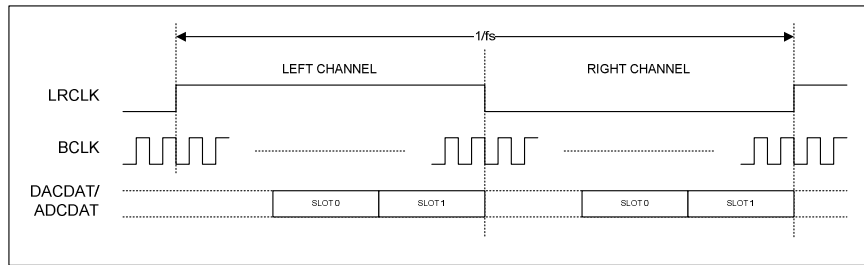 1/fs
LEFT CHANNEL RIGHT CHANNEL
LRCLK
BCLK
DACDAT/
ADCDAT
SLOT 0 SLOT 1 SLOT 0 SLOT 1